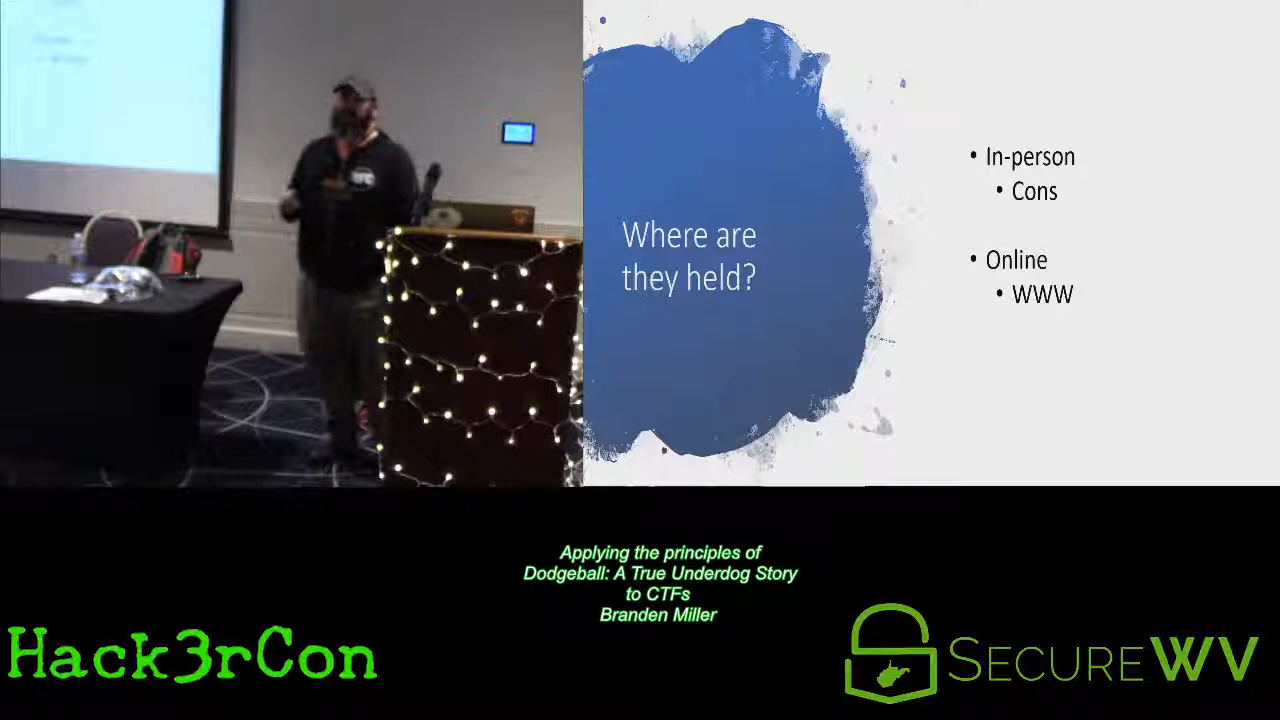 Where are
they held?
• In-person
• Cons
• Online
• WWW
Applying the principles of
Dodgeball: A True Underdog Story
to CTFs
Branden Miller
Hack3rCon
SECUREWV